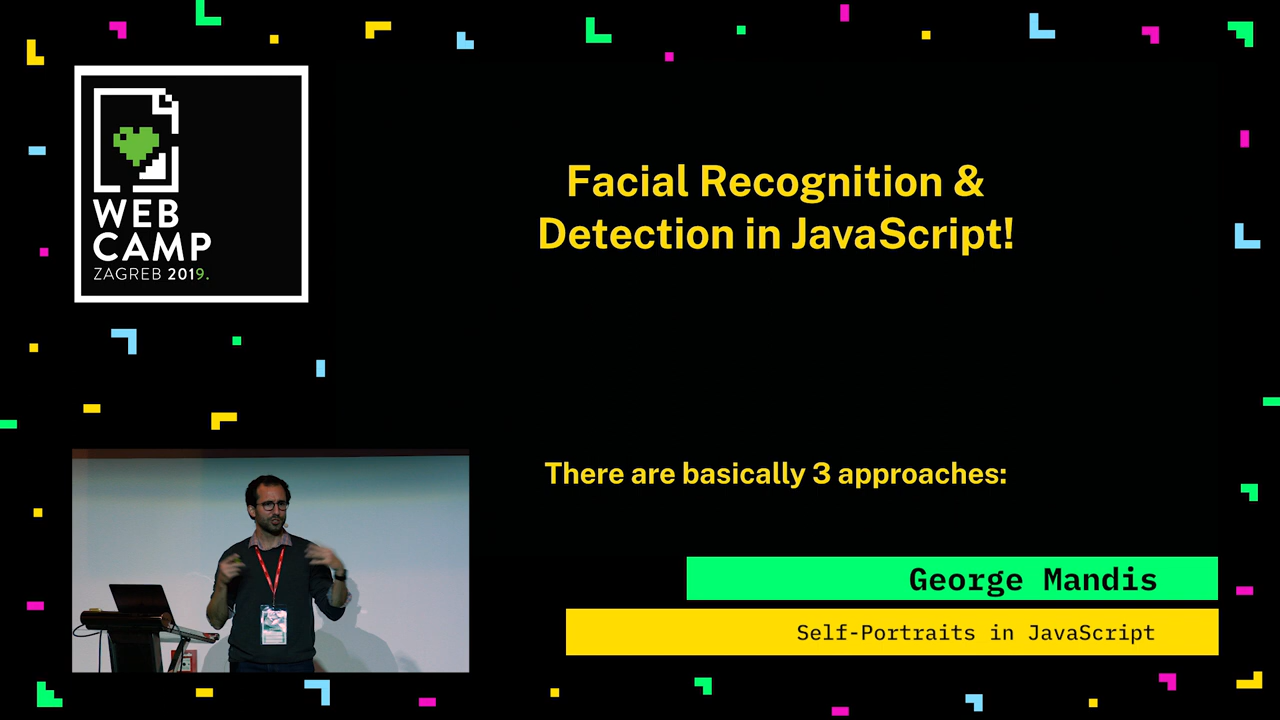 WEB
CAMP
ZAGREB 2019.
Facial Recognition &
Detection in JavaScript!
There are basically 3 approaches:
George Mandis
Self-Portraits in JavaScript